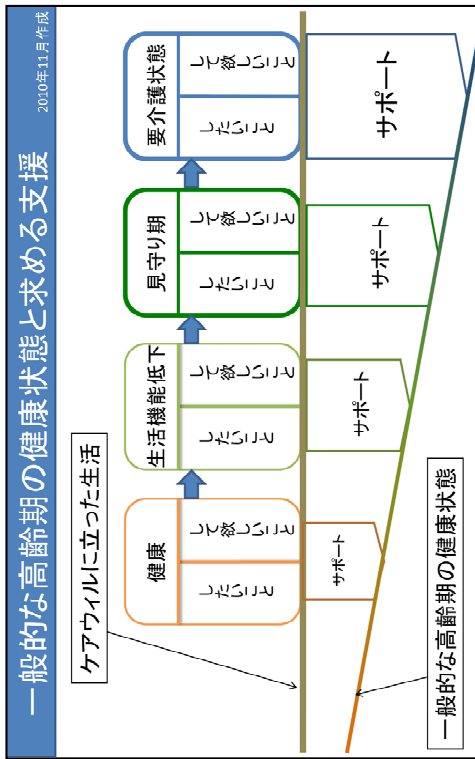 一般的な高齢期の健康状態と求める支援
2010年11月作成
ケアウィルに立った生活
健康
したいこと
して欲しいこと
生活機能低下
したいこと
して欲しいこと
見守り期
したいこと
して欲しいこと
要介護状態
したいこと
して欲しいこと
サポート
サポート
サポート
サポート
一般的な高齢期の健康状態